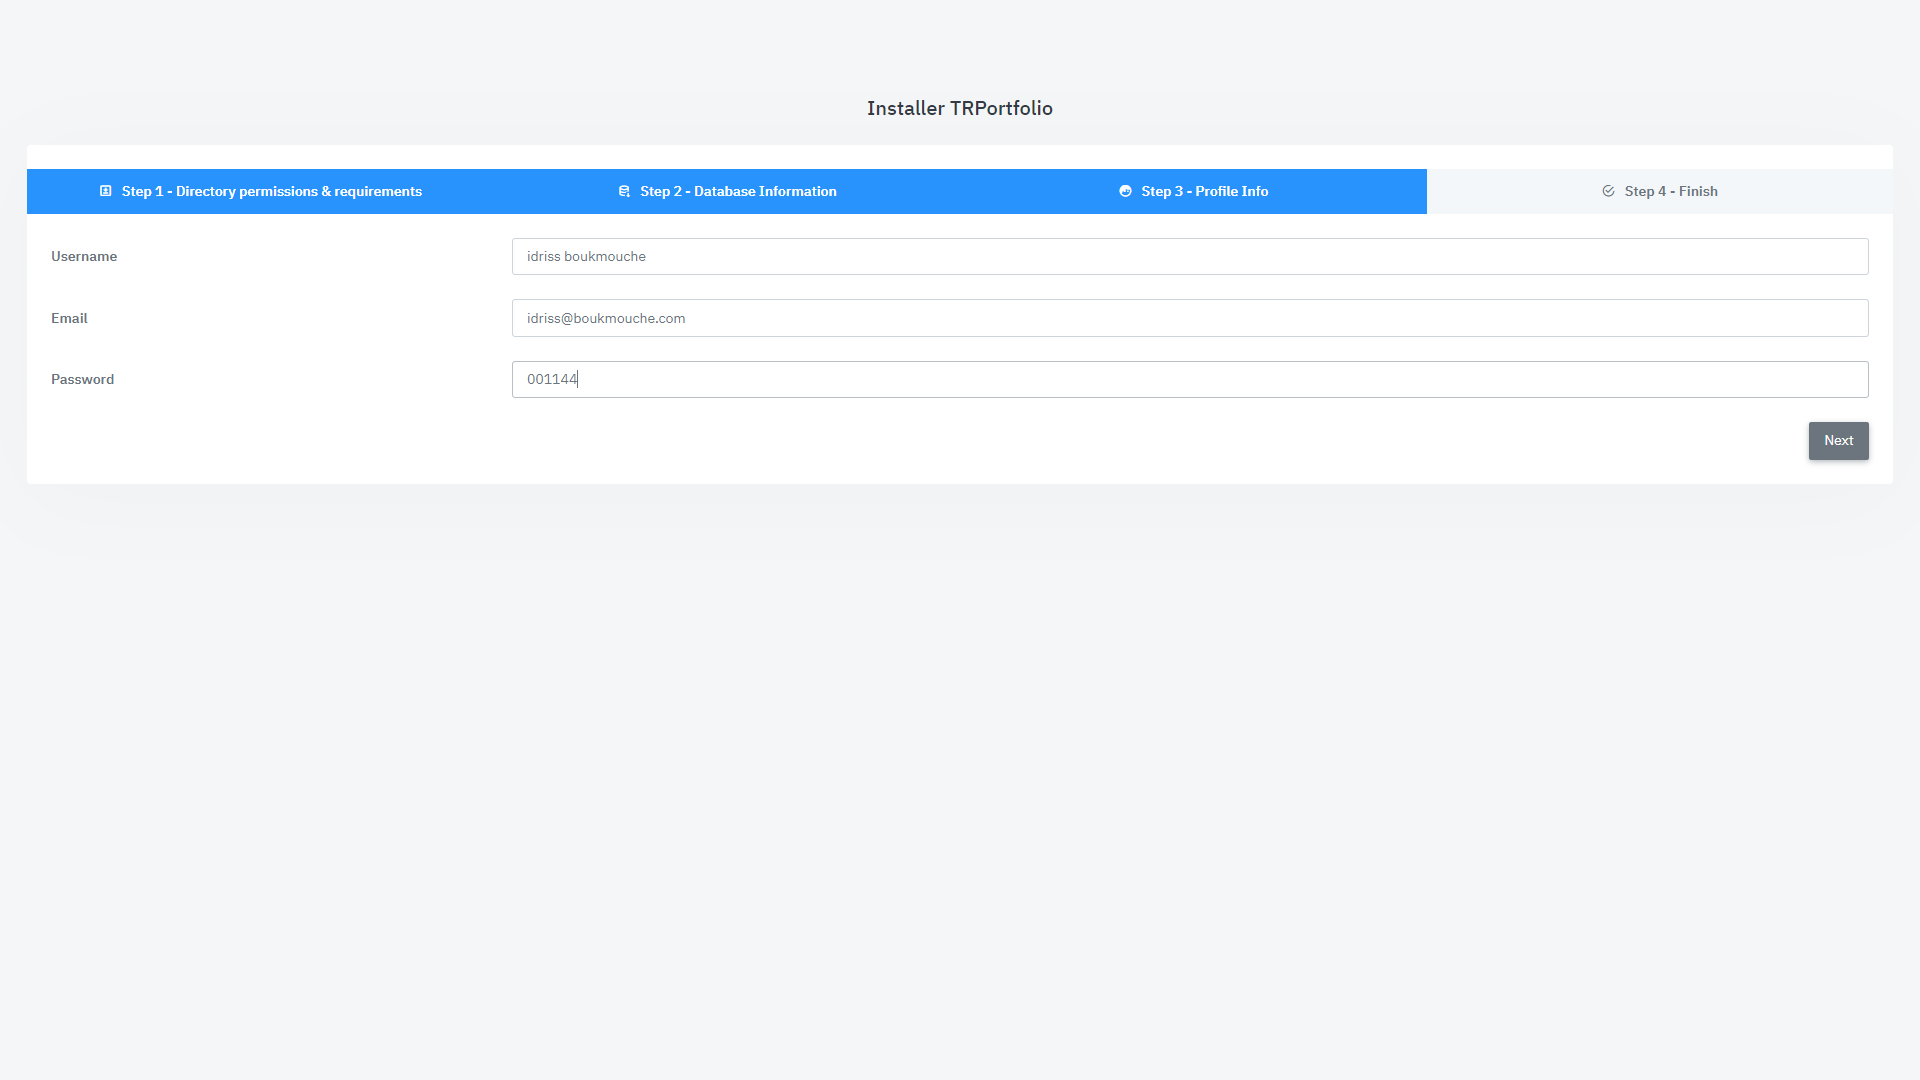 Installer TRPortfolio
Step 1 - Directory permissions & requirements
Step 2 - Database Information
Step 3 - Profile Info
Step 4 - Finish
Username
idriss boukmouche
Email
idriss@boukmouche.com
Password
001144
Next